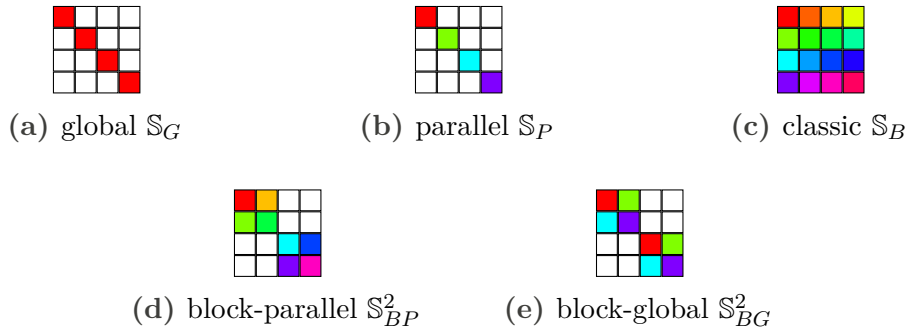 (a) global 𝕊_G (b) parallel 𝕊_P (c) classic 𝕊_B
(d) block-parallel 𝕊²_BP (e) block-global 𝕊²_BG